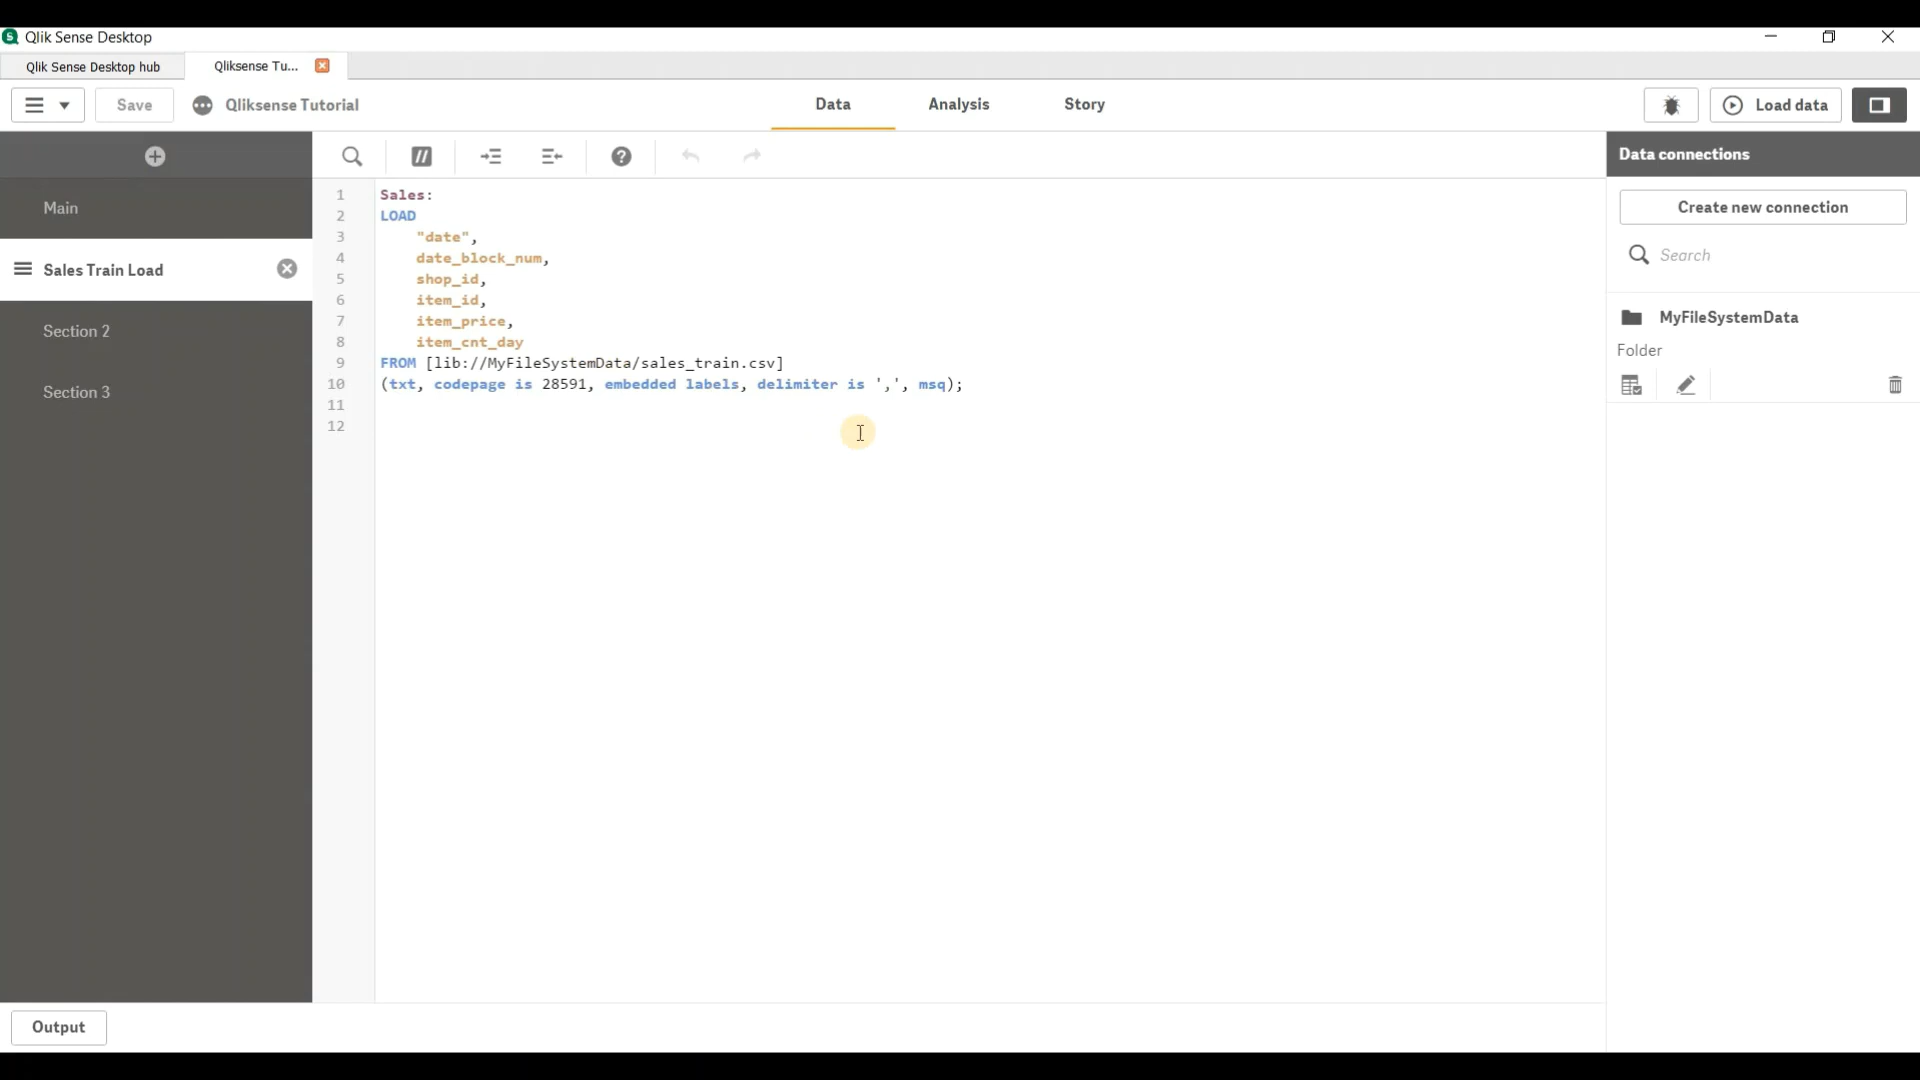 Qlik Sense Desktop
Qlik Sense Desktop hub
Qliksense Tu...
Save
Qliksense Tutorial
Data
Analysis
Story
Load data
Main
Sales Train Load
Section 2
Section 3
1 Sales:
2 LOAD
3 "date",
4 date_block_num,
5 shop_id,
6 item_id,
7 item_price,
8 item_cnt_day
9 FROM [lib://MyFileSystemData/sales_train.csv]
10 (txt, codepage is 28591, embedded labels, delimiter is ',', msq);
11
12
Data connections
Create new connection
Search
MyFileSystemData
Folder
Output